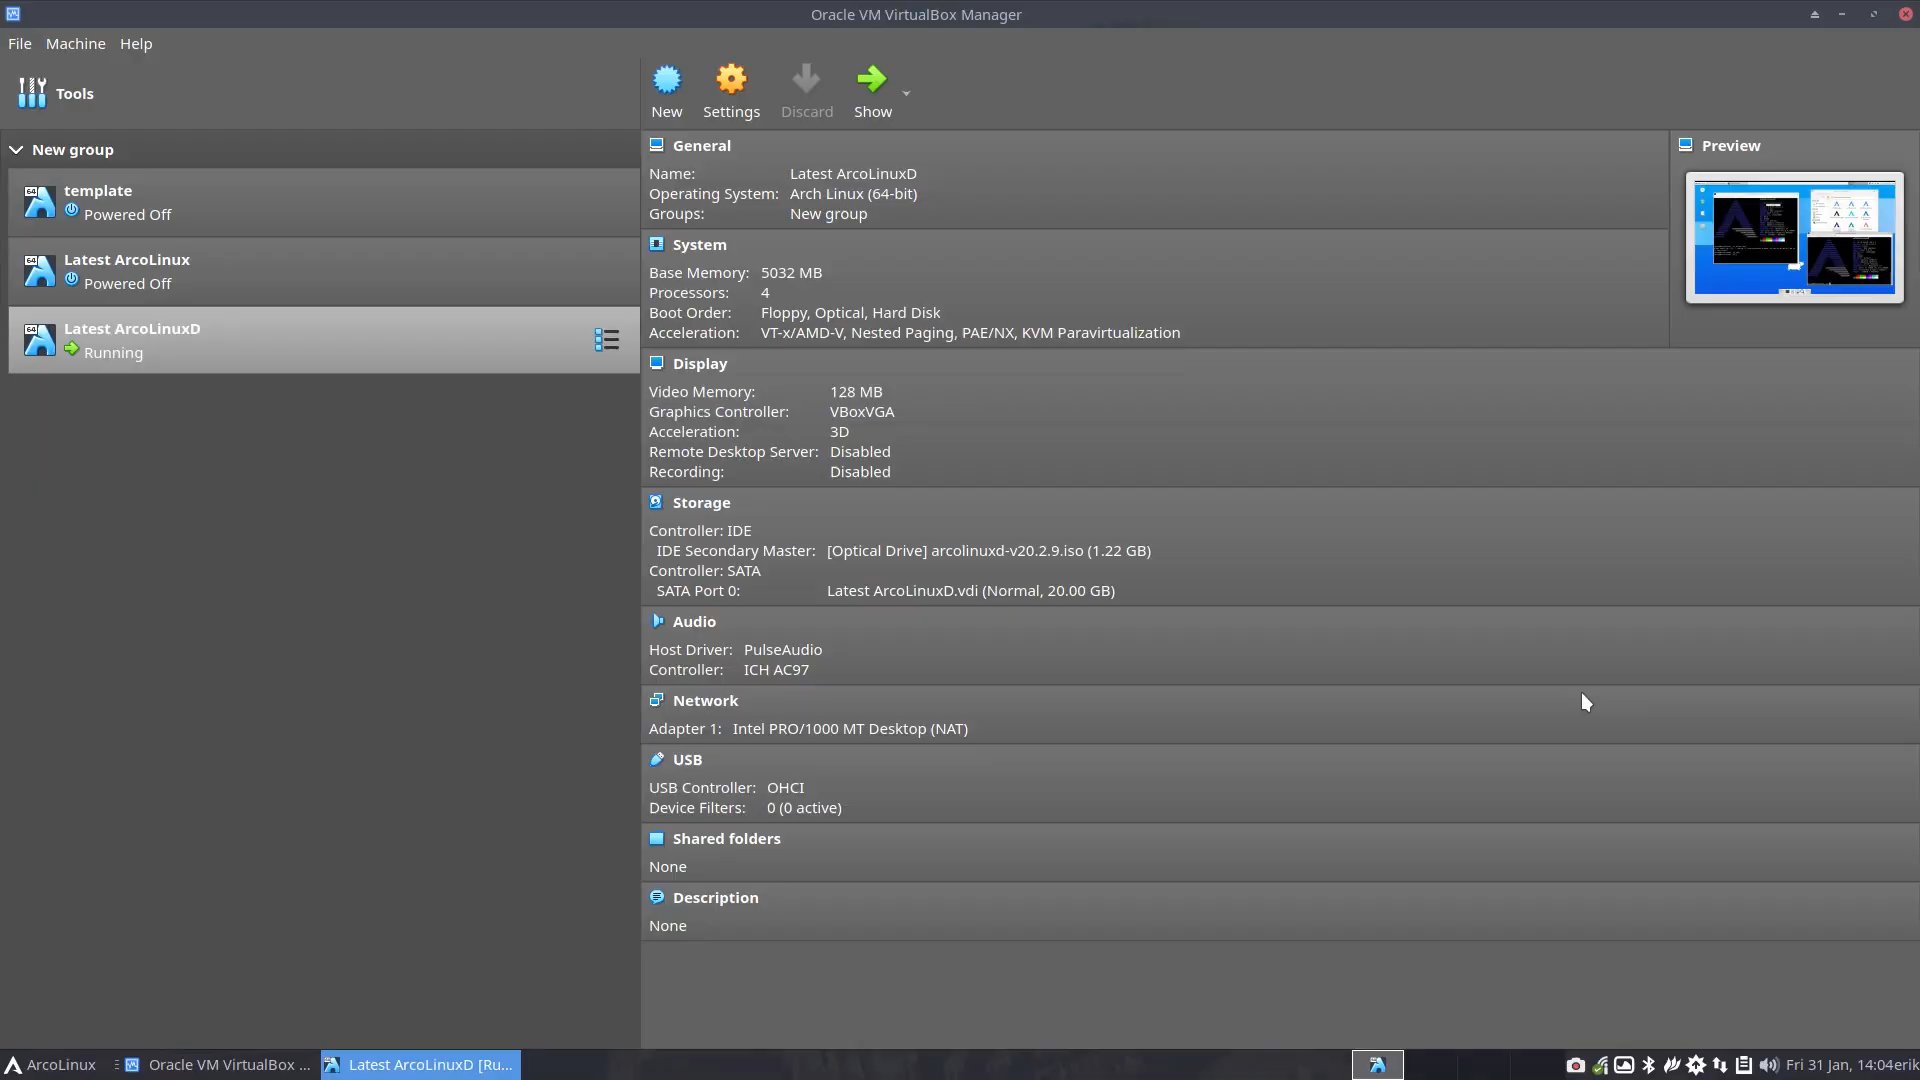 Oracle VM VirtualBox Manager
File Machine Help
Tools
New Settings Discard Show
New group
64 template
Powered Off
64 Latest ArcoLinux
Powered Off
64 Latest ArcoLinuxD
Running
General
Name: Latest ArcoLinuxD
Operating System: Arch Linux (64-bit)
Groups: New group
Preview
System
Base Memory: 5032 MB
Processors: 4
Boot Order: Floppy, Optical, Hard Disk
Acceleration: VT-x/AMD-V, Nested Paging, PAE/NX, KVM Paravirtualization
Display
Video Memory: 128 MB
Graphics Controller: VBoxVGA
Acceleration: 3D
Remote Desktop Server: Disabled
Recording: Disabled
Storage
Controller: IDE
IDE Secondary Master: [Optical Drive] arcolinuxd-v20.2.9.iso (1.22 GB)
Controller: SATA
SATA Port 0: Latest ArcoLinuxD.vdi (Normal, 20.00 GB)
Audio
Host Driver: PulseAudio
Controller: ICH AC97
Network
Adapter 1: Intel PRO/1000 MT Desktop (NAT)
USB
USB Controller: OHCI
Device Filters: 0 (0 active)
Shared folders
None
Description
None
ArcoLinux Oracle VM VirtualBox ... Latest ArcoLinuxD [Ru... Fri 31 Jan, 14:04erik